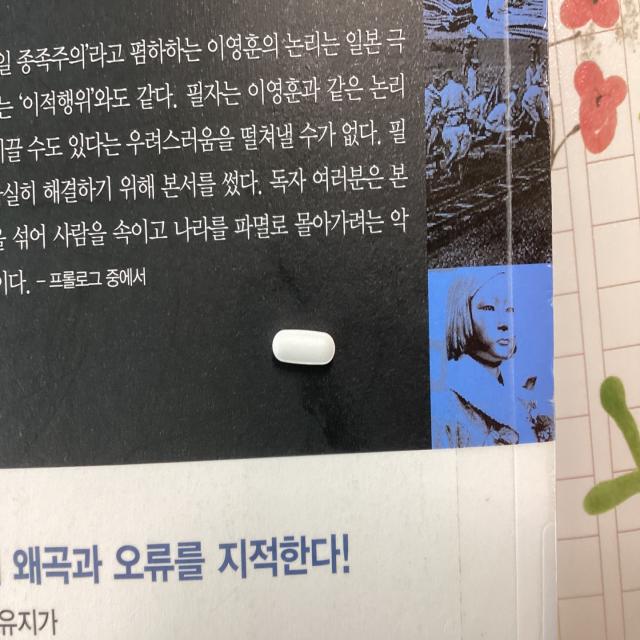 일 종족주의'라고 폄하하는 이영훈의 논리는 일본 극
는 '이적행위'와도 같다. 필자는 이영훈과 같은 논리
끌 수도 있다는 우려스러움을 떨쳐낼 수가 없다. 필
실히 해결하기 위해 본서를 썼다. 독자 여러분은 본
을 섞어 사람을 속이고 나라를 파멸로 몰아가려는 악
이다. – 프롤로그 중에서
왜곡과 오류를 지적한다!
유지가